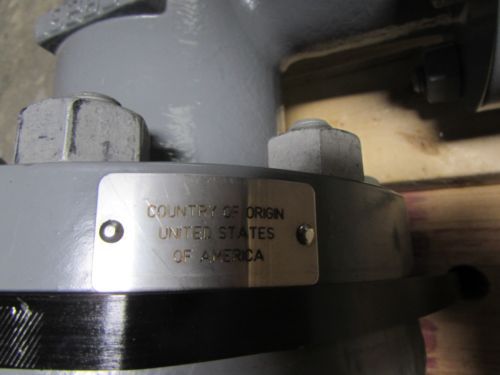 COUNTRY OF ORIGIN
UNITED STATES
OF AMERICA